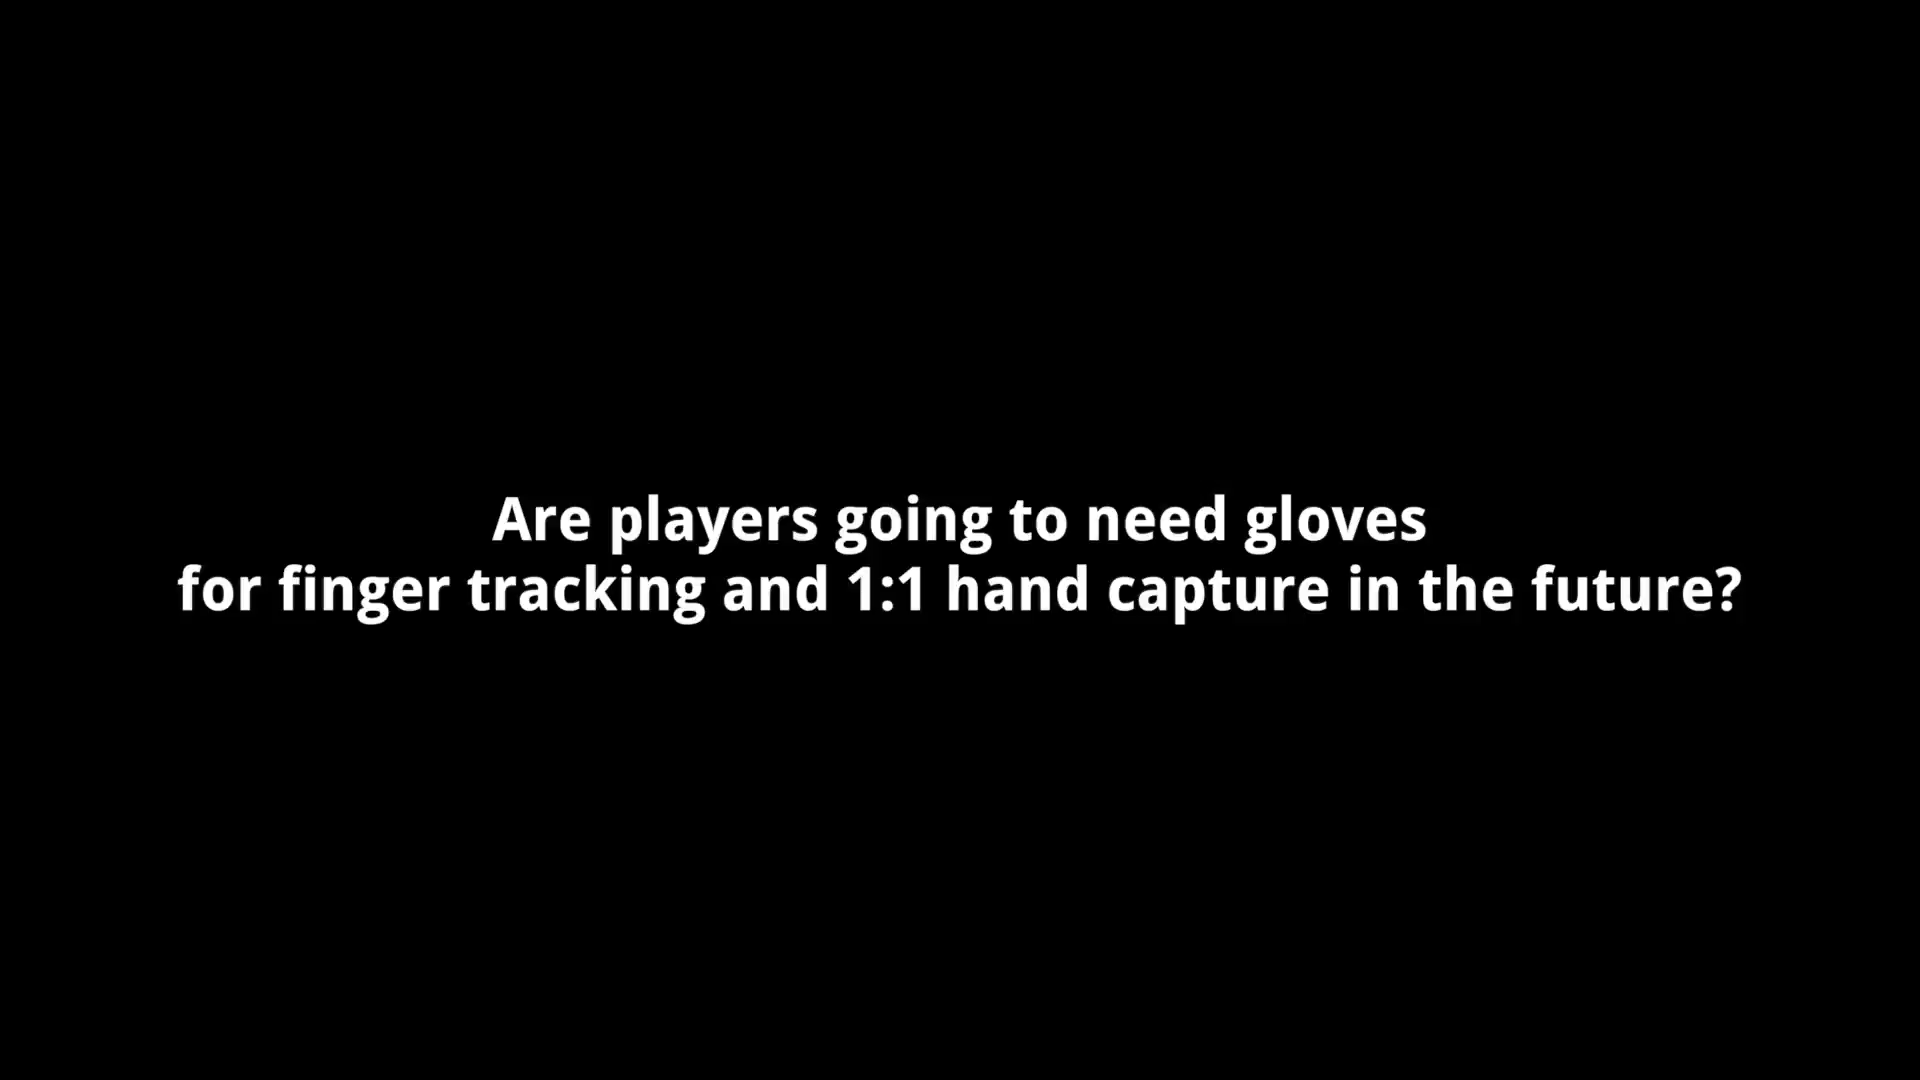 Are players going to need gloves
for finger tracking and 1:1 hand capture in the future?